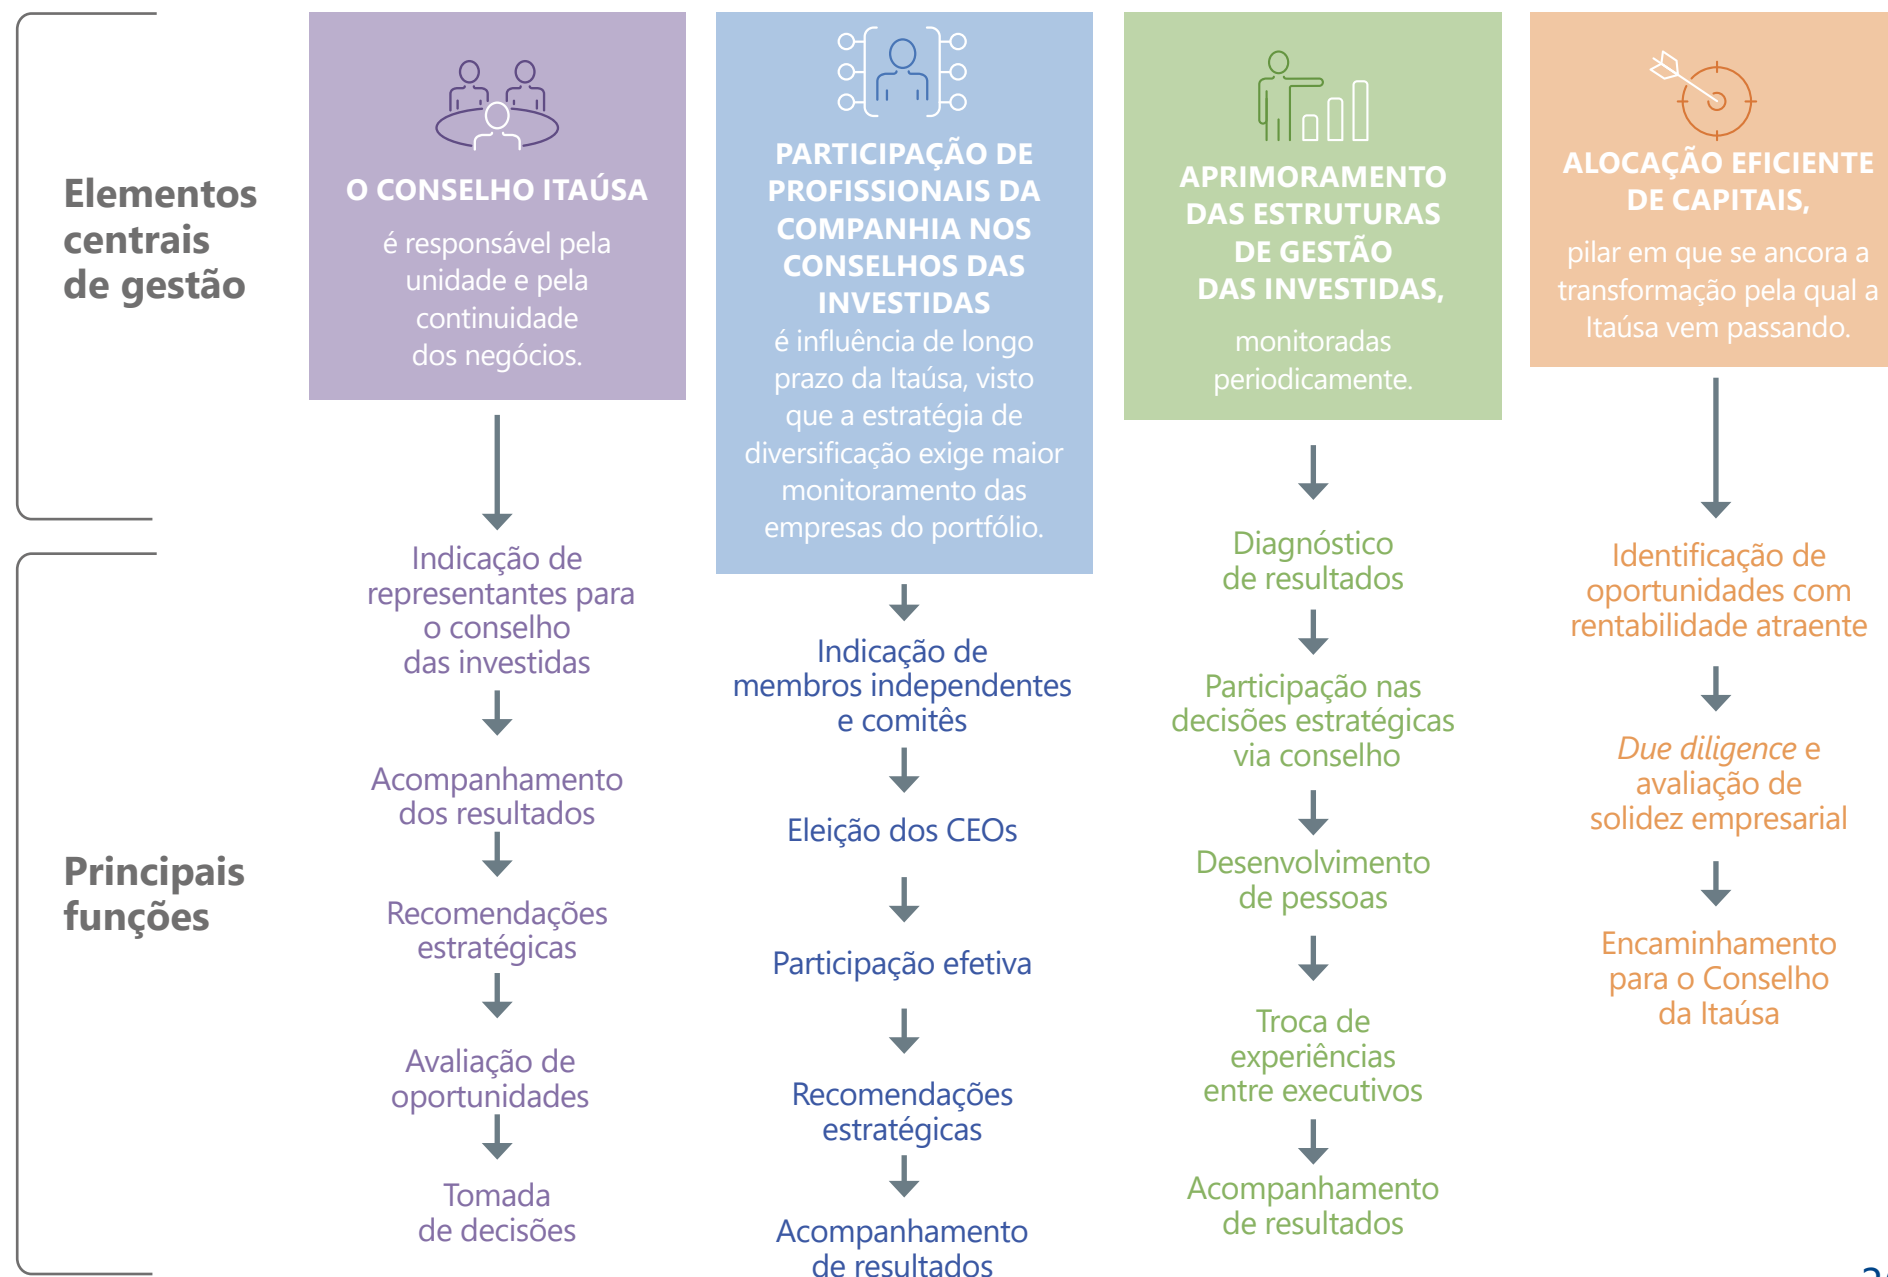 Elementos
centrais
de gestão
O CONSELHO ITAÚSA
é responsável pela
unidade e pela
continuidade
dos negócios.
PARTICIPAÇÃO DE
PROFISSIONAIS DA
COMPANHIA NOS
CONSELHOS DAS
INVESTIDAS
é influência de longo
prazo da Itaúsa, visto
que a estratégia de
diversificação exige maior
monitoramento das
empresas do portfólio.
APRIMORAMENTO
DAS ESTRUTURAS
DE GESTÃO
DAS INVESTIDAS,
monitoradas
periodicamente.
ALOCAÇÃO EFICIENTE
DE CAPITAIS,
pilar em que se ancora a
transformação pela qual a
Itaúsa vem passando.
Principais
funções
Indicação de
representantes para
o conselho
das investidas
Acompanhamento
dos resultados
Recomendações
estratégicas
Avaliação de
oportunidades
Tomada
de decisões
Indicação de
membros independentes
e comitês
Eleição dos CEOs
Participação efetiva
Recomendações
estratégicas
Acompanhamento
de resultados
Diagnóstico
de resultados
Participação nas
decisões estratégicas
via conselho
Desenvolvimento
de pessoas
Troca de
experiências
entre executivos
Acompanhamento
de resultados
Identificação de
oportunidades com
rentabilidade atraente
Due diligence e
avaliação de
solidez empresarial
Encaminhamento
para o Conselho
da Itaúsa